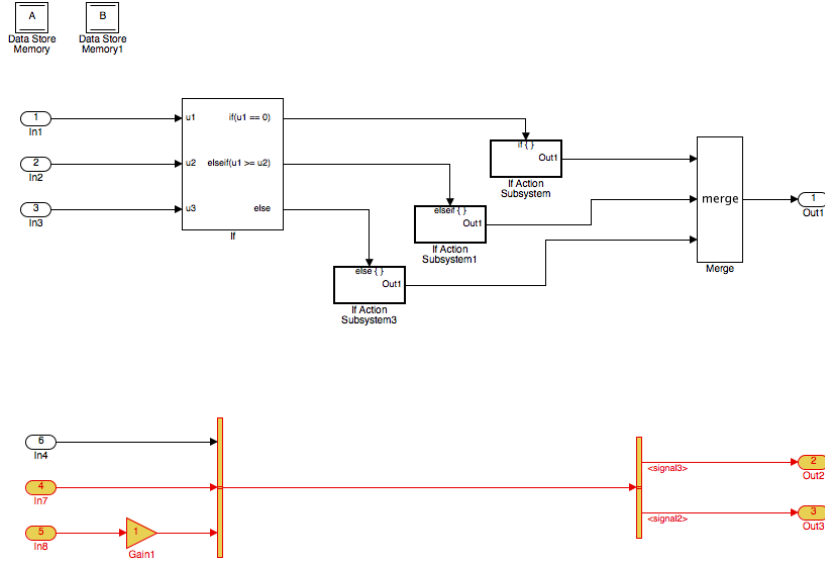 A
B
Data Store
Memory
Data Store
Memory1
1
In1
u1
if(u1 == 0)
if { }
Out1
If Action
Subsystem
2
In2
u2
elseif(u1 >= u2)
merge
1
Out1
3
In3
u3
else
elseif { }
Out1
If
If Action
Subsystem1
Merge
else { }
Out1
If Action
Subsystem3
6
In4
2
Out2
<signal3>
4
In7
5
In8
1
Gain1
<signal2>
3
Out3